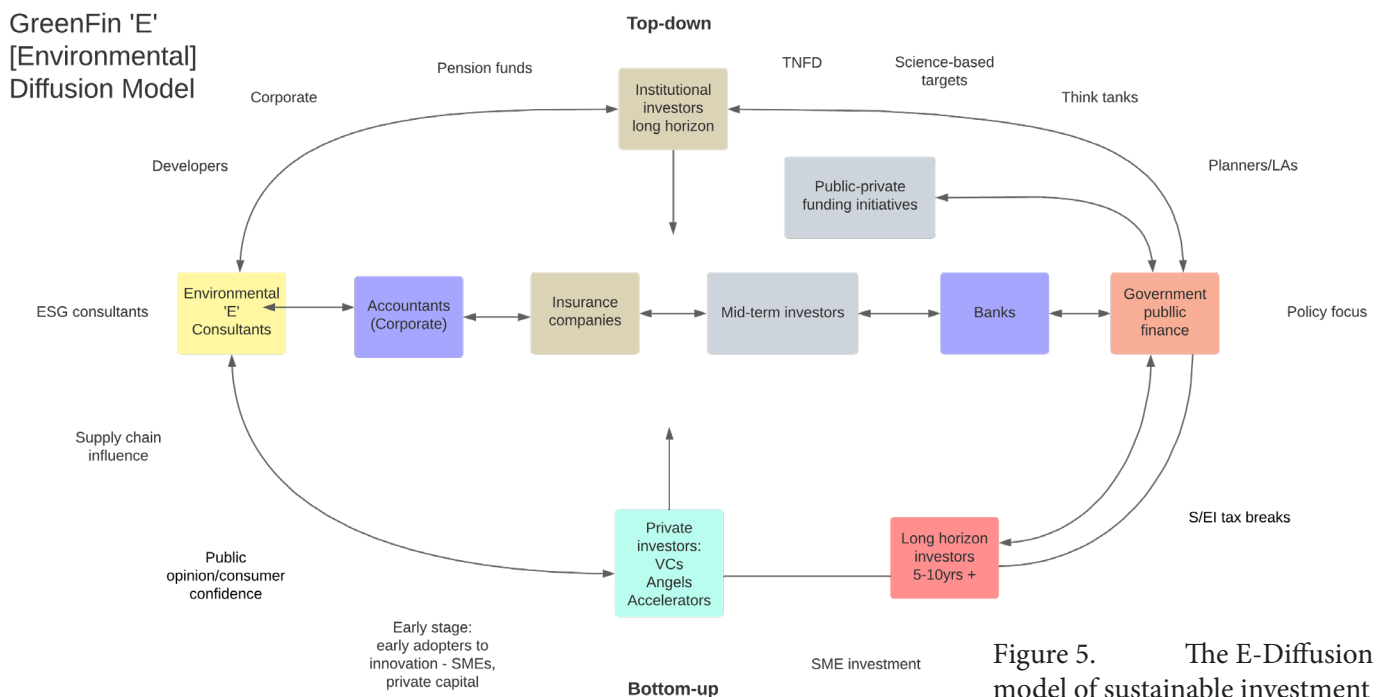 GreenFin 'E'
[Environmental]
Diffusion Model
Top-down
Pension funds
TNFD
Science-based
targets
Corporate
Institutional
investors
long horizon
Think tanks
Developers
Public-private
funding initiatives
Planners/LAs
ESG consultants
Environmental
'E'
Consultants
Accountants
(Corporate)
Insurance
companies
Mid-term investors
Banks
Government
publlic
finance
Policy focus
Supply chain
influence
Public
opinion/consumer
confidence
Private
investors:
VCs
Angels
Accelerators
Long horizon
investors
5-10yrs +
S/EI tax breaks
Early stage:
early adopters to
innovation - SMEs,
private capital
SME investment
Bottom-up
Figure 5. The E-Diffusion
model of sustainable investment